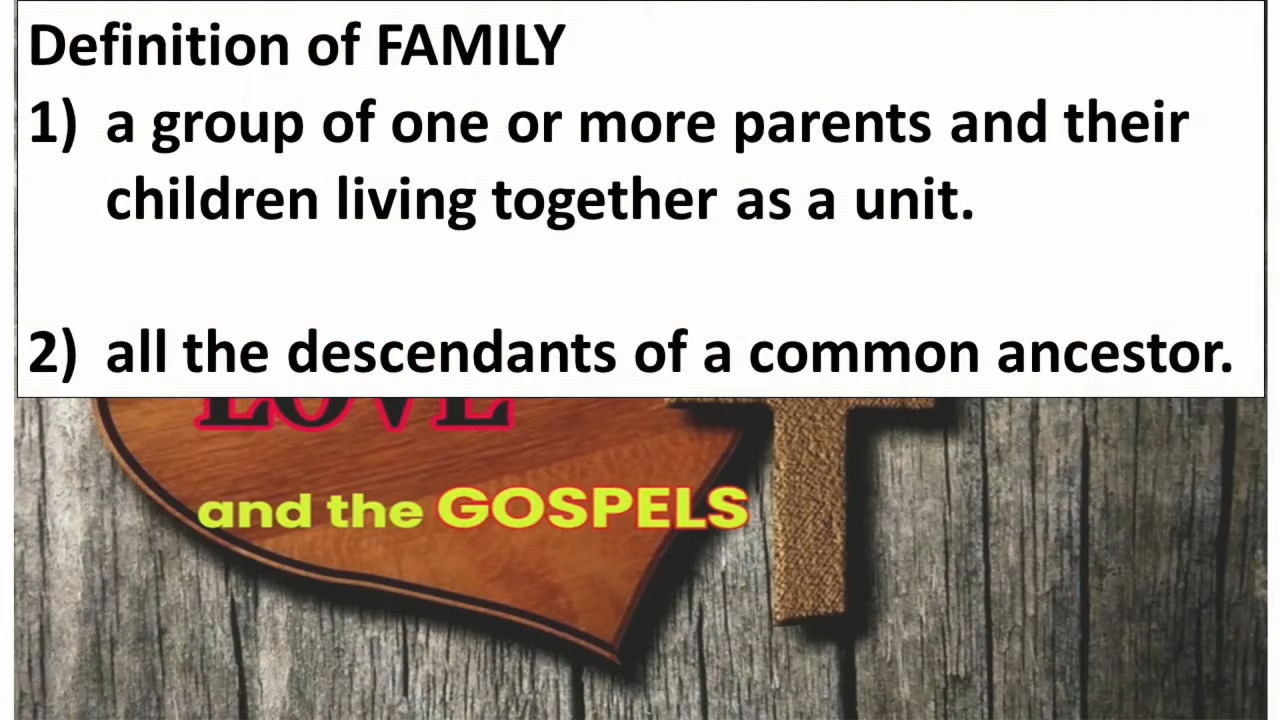 Definition of FAMILY
1) a group of one or more parents and their
children living together as a unit.
2) all the descendants of a common ancestor.
LOVE
and the GOSPELS